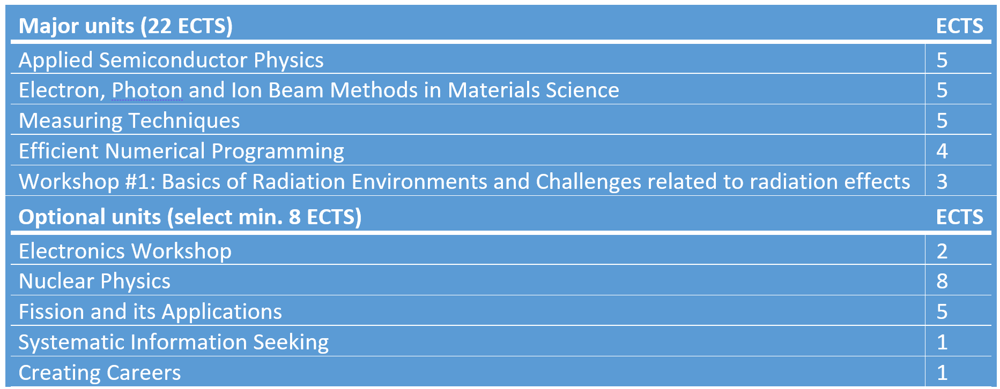 Major units (22 ECTS) ECTS
Applied Semiconductor Physics 5
Electron, Photon and Ion Beam Methods in Materials Science 5
Measuring Techniques 5
Efficient Numerical Programming 4
Workshop #1: Basics of Radiation Environments and Challenges related to radiation effects 3
Optional units (select min. 8 ECTS) ECTS
Electronics Workshop 2
Nuclear Physics 8
Fission and its Applications 5
Systematic Information Seeking 1
Creating Careers 1